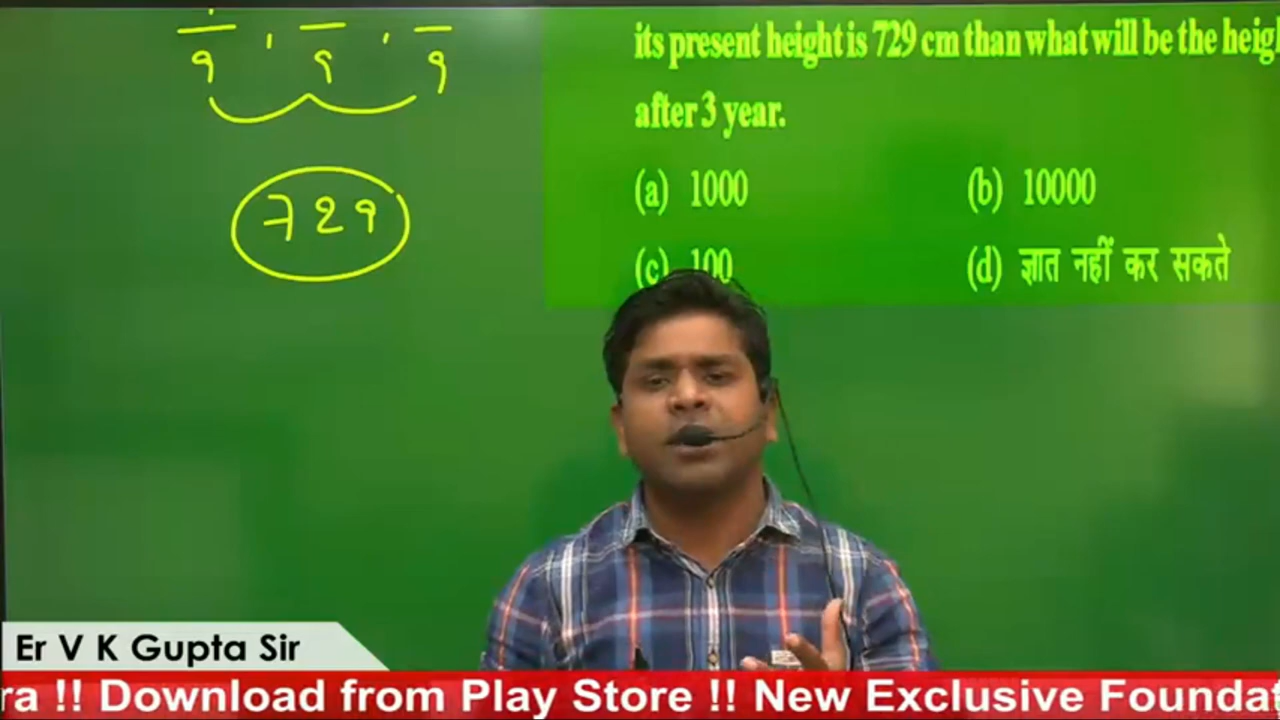 9 , 9 , 9
729
its present height is 729 cm than what will be the heig
after 3 year.
(a) 1000
(b) 10000
(c) 100
(d) ज्ञात नहीं कर सकते
Er V K Gupta Sir
ra !! Download from Play Store !! New Exclusive Foundat